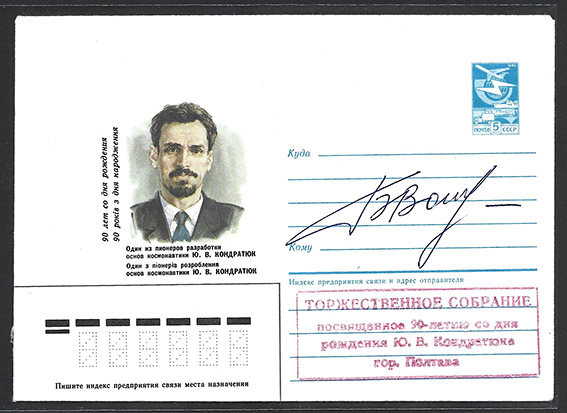 ПОЧТА 5 СССР
90 лет со дня рождения
90 років з дня народження
Один из пионеров разработки
основ космонавтики Ю. В. КОНДРАТЮК
Один з піонерів розроблення
основ космонавтики Ю. В. КОНДРАТЮК
Куда
Кому
Индекс предприятия связи и адрес отправителя
ТОРЖЕСТВЕННОЕ СОБРАНИЕ
посвященное 90-летию со дня
рождения Ю. В. Кондратюка
гор. Полтава
Пишите индекс предприятия связи места назначения